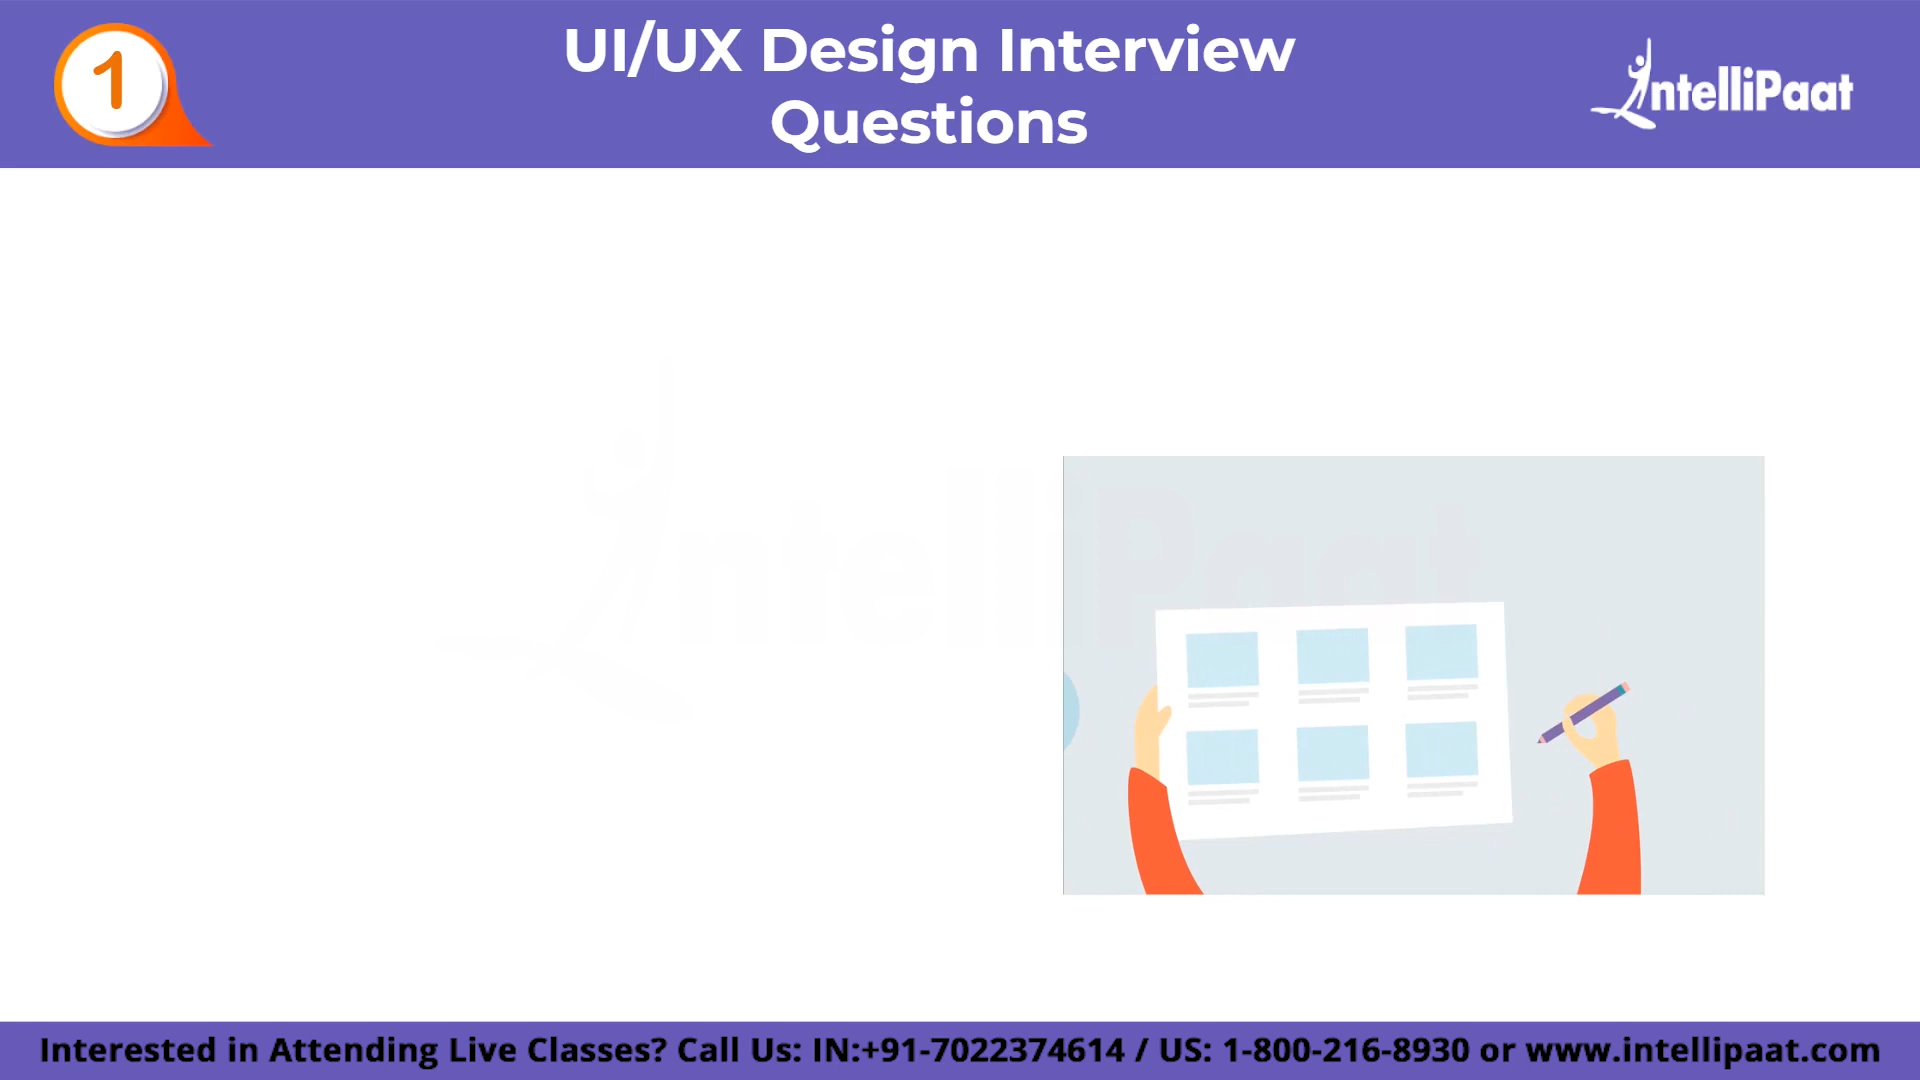 1
UI/UX Design Interview
Questions
IntelliPaat
IntelliPaat
Interested in Attending Live Classes? Call Us: IN:+91-7022374614 / US: 1-800-216-8930 or www.intellipaat.com